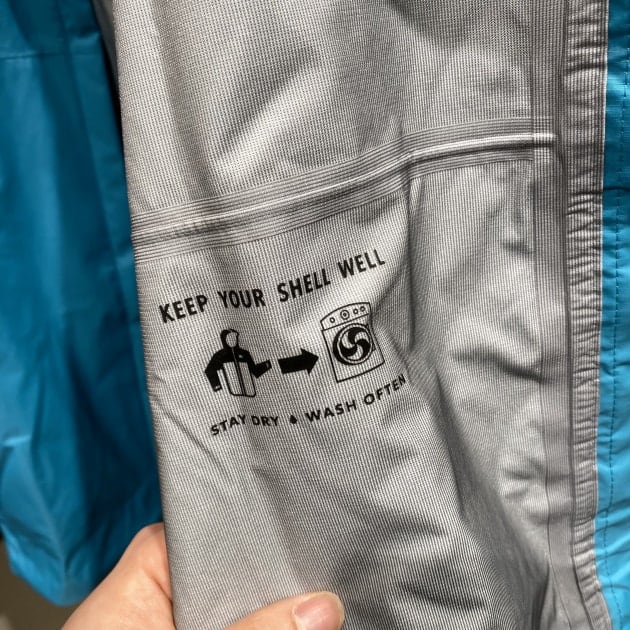 KEEP YOUR SHELL WELL
STAY DRY & WASH OFTEN